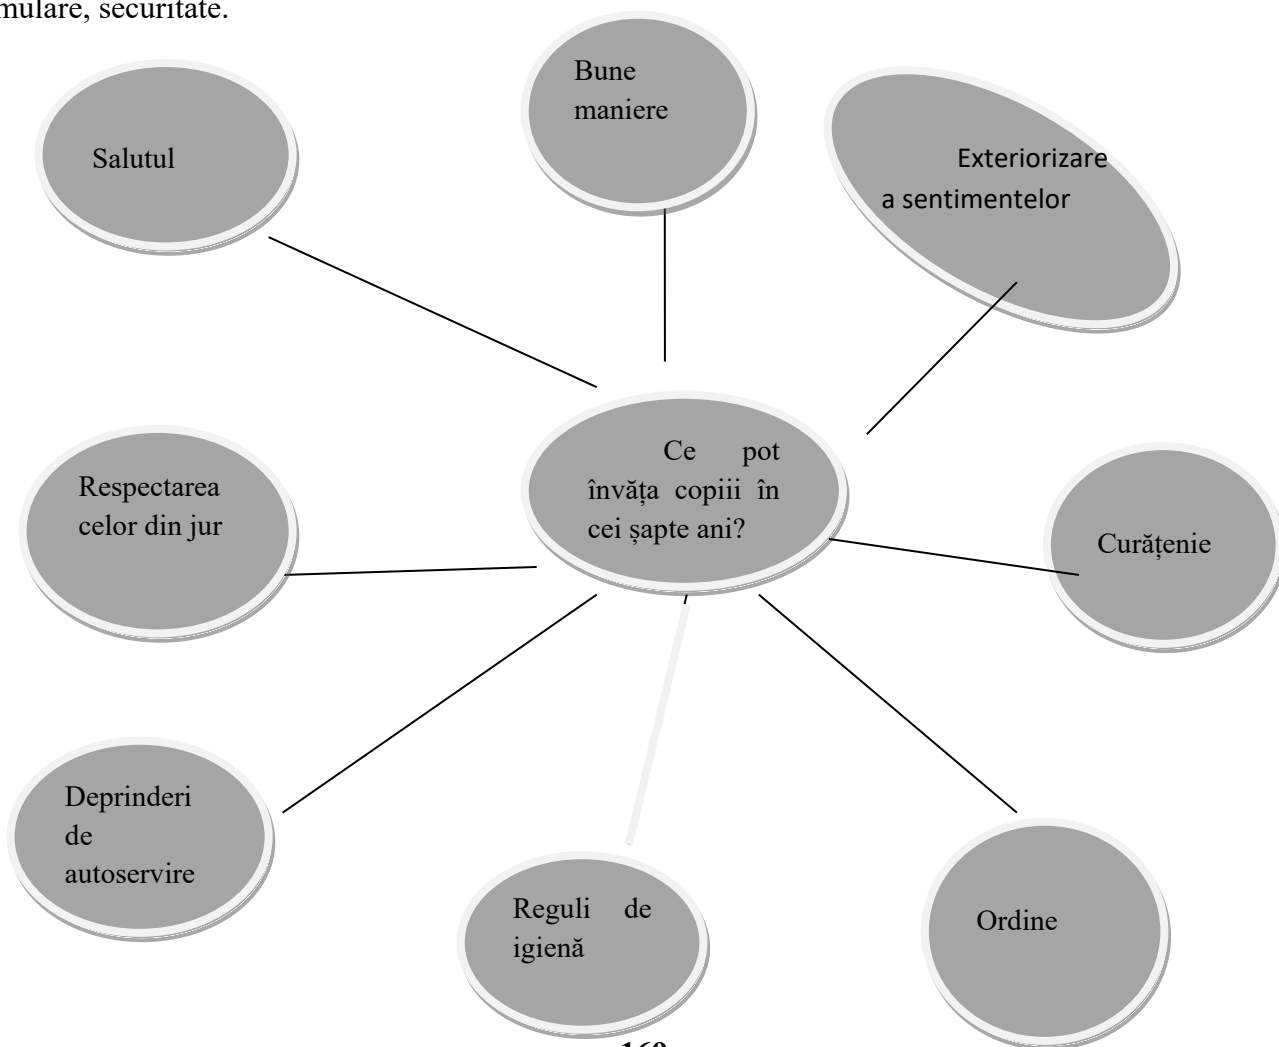 mulare, securitate.
Bune
maniere
Salutul
Exteriorizare
a sentimentelor
Ce pot
învăța copiii în
cei șapte ani?
Respectarea
celor din jur
Curățenie
Deprinderi
de
autoservire
Reguli de
igienă
Ordine
160